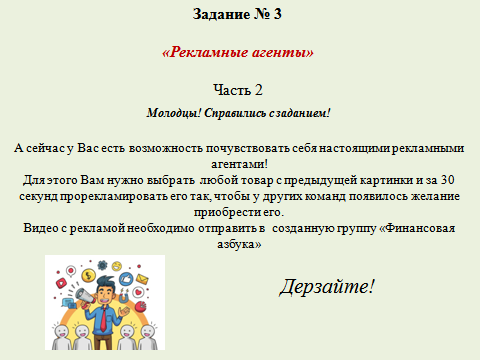 Задание № 3
«Рекламные агенты»
Часть 2
Молодцы! Справились с заданием!
А сейчас у Вас есть возможность почувствовать себя настоящими рекламными
агентами!
Для этого Вам нужно выбрать любой товар с предыдущей картинки и за 30
секунд прорекламировать его так, чтобы у других команд появилось желание
приобрести его.
Видео с рекламой необходимо отправить в созданную группу «Финансовая
азбука»
Дерзайте!